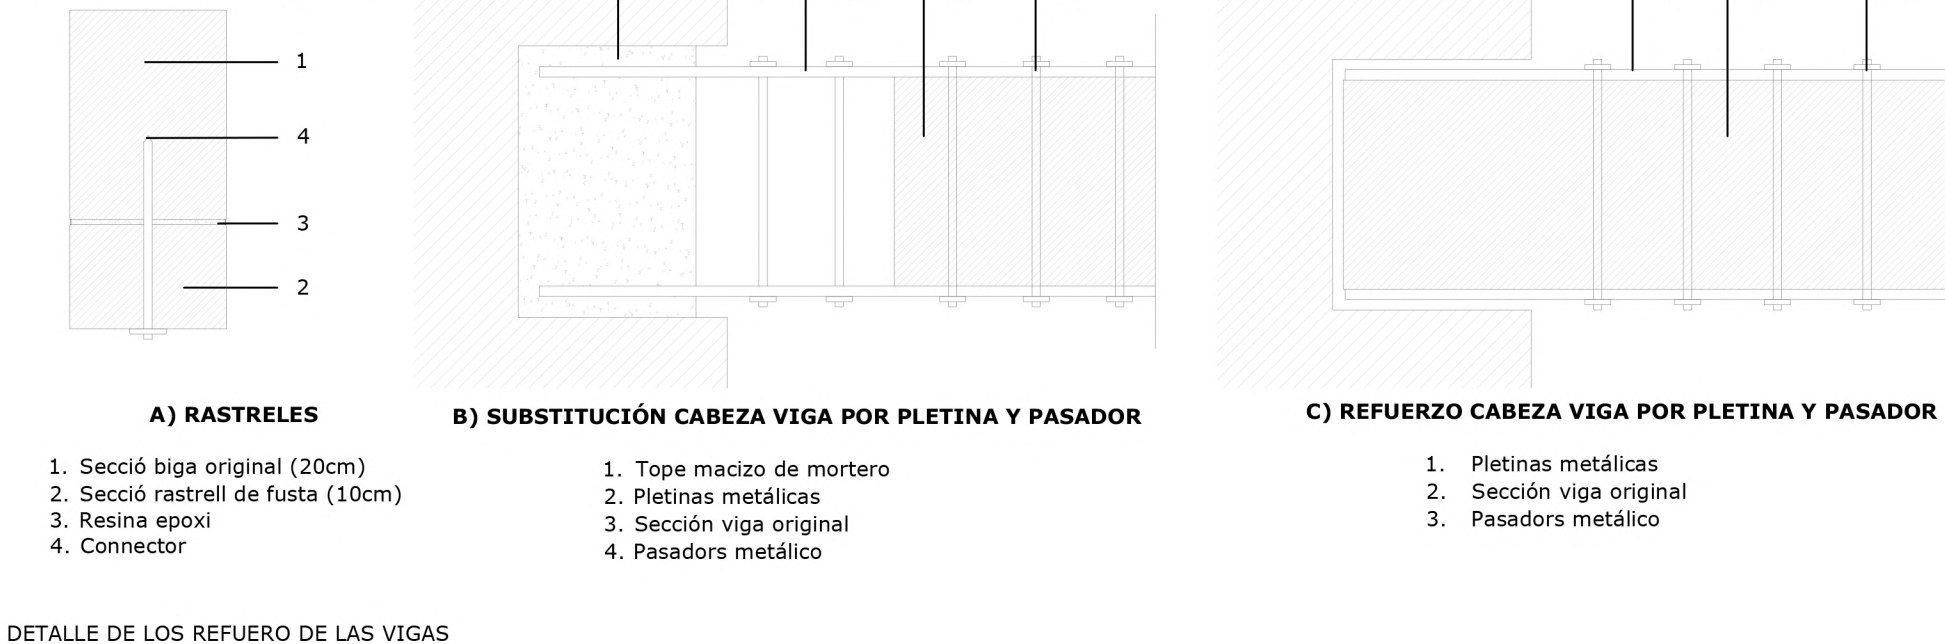 1
4
3
2
A) RASTRELES
1. Secció biga original (20cm)
2. Secció rastrell de fusta (10cm)
3. Resina epoxi
4. Connector
B) SUBSTITUCIÓN CABEZA VIGA POR PLETINA Y PASADOR
1. Tope macizo de mortero
2. Pletinas metálicas
3. Sección viga original
4. Pasadors metálico
C) REFUERZO CABEZA VIGA POR PLETINA Y PASADOR
1. Pletinas metálicas
2. Sección viga original
3. Pasadors metálico
DETALLE DE LOS REFUERO DE LAS VIGAS